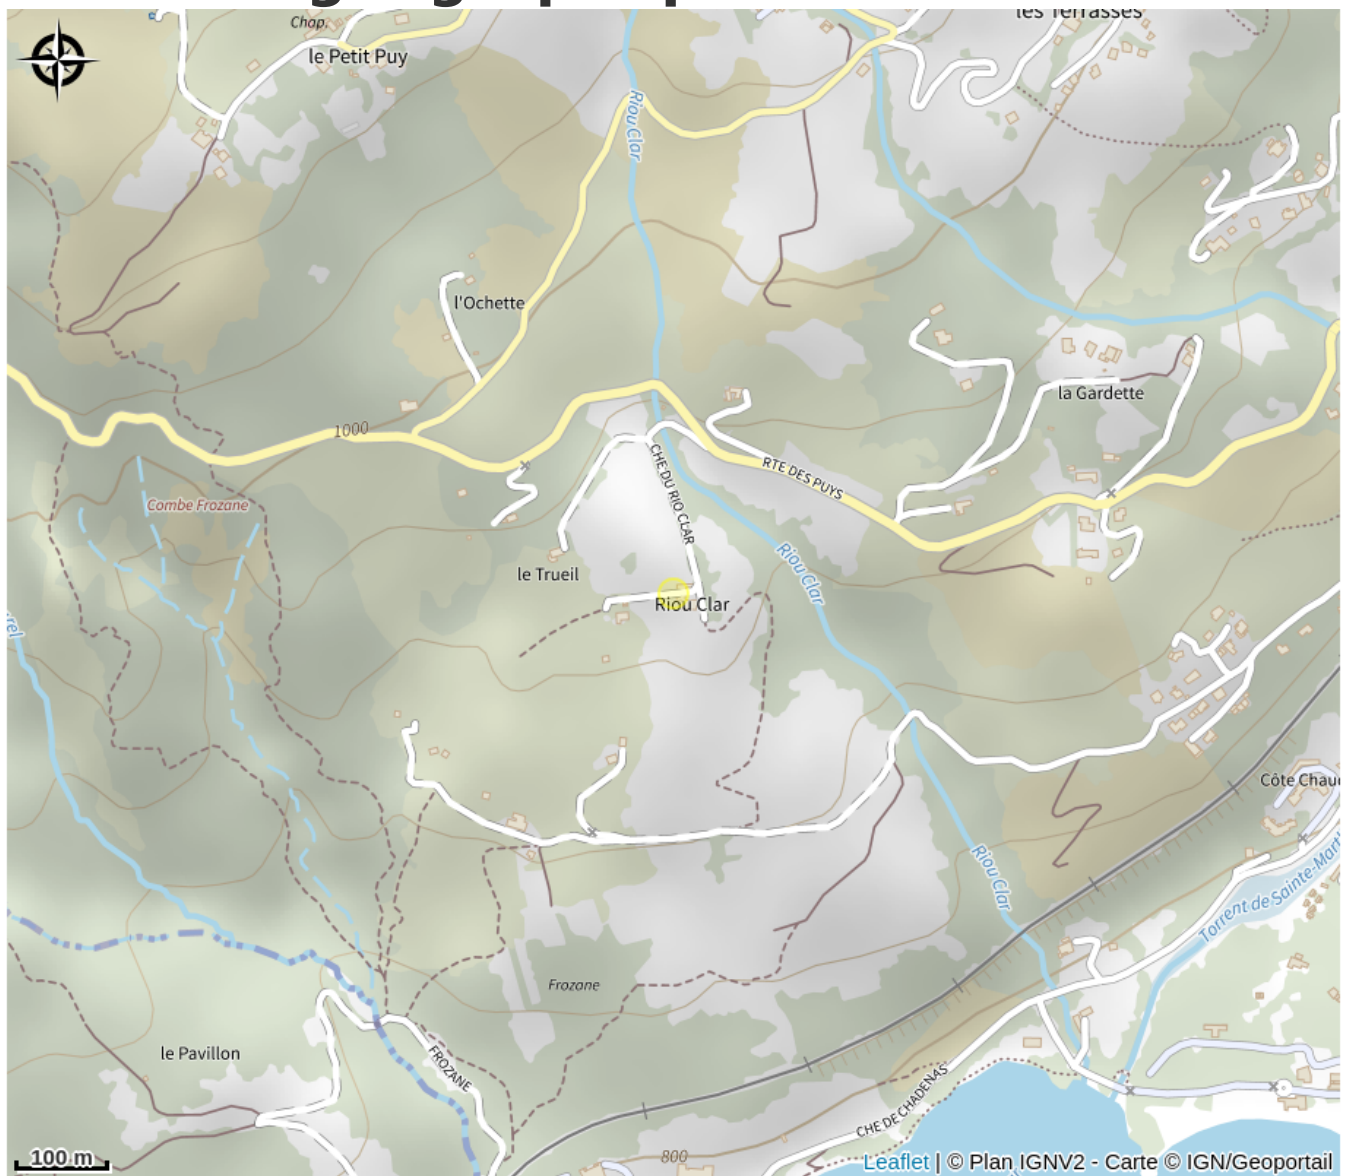 Chap.
les Terrasses
le Petit Puy
Riou Clar
l'Ochette
la Gardette
1000
CHE DU RIO CLAR
RTE DES PUYS
Combe Frozane
le Trueil
Riou Clar
Riou Clar
Côte Chau
Riou Clar
Torrent de Sainte-Mart
Frozane
le Pavillon
FROZANE
CHE DE CHADENAS
800
100 m
Leaflet | © Plan IGNV2 - Carte © IGN/Geoportail